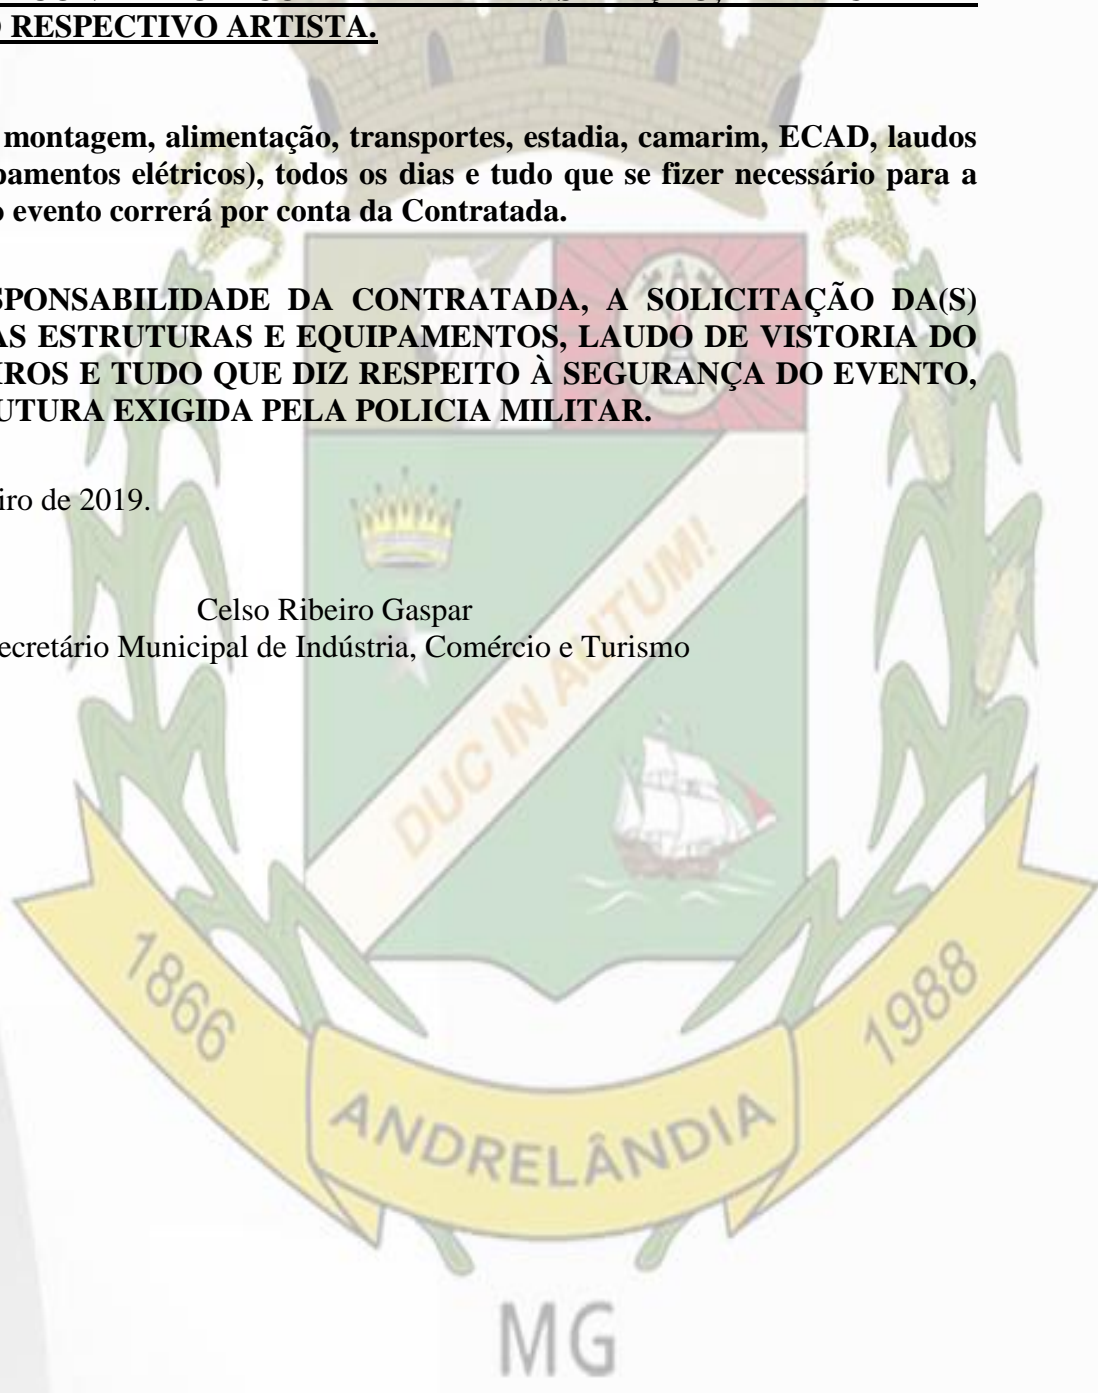 RESPECTIVO ARTISTA.
montagem, alimentação, transportes, estadia, camarim, ECAD, laudos
pamentos elétricos), todos os dias e tudo que se fizer necessário para a
o evento correrá por conta da Contratada.
SPONSABILIDADE DA CONTRATADA, A SOLICITAÇÃO DA(S)
AS ESTRUTURAS E EQUIPAMENTOS, LAUDO DE VISTORIA DO
IROS E TUDO QUE DIZ RESPEITO À SEGURANÇA DO EVENTO,
UTURA EXIGIDA PELA POLICIA MILITAR.
iro de 2019.
Celso Ribeiro Gaspar
ecretário Municipal de Indústria, Comércio e Turismo
DUC IN ALTUM!
1866
1988
ANDRELÂNDIA
MG